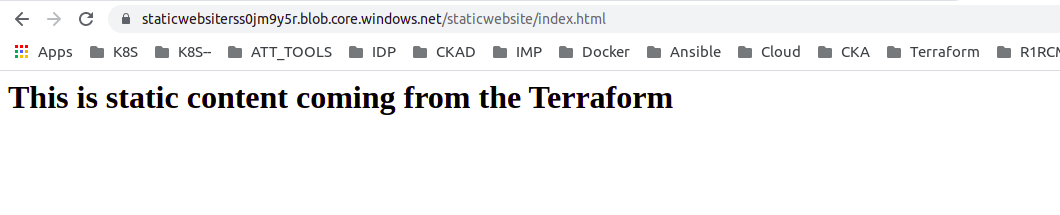 staticwebsiterss0jm9y5r.blob.core.windows.net/staticwebsite/index.html
Apps K8S K8S-- ATT_TOOLS IDP CKAD IMP Docker Ansible Cloud CKA Terraform R1RCM
This is static content coming from the Terraform